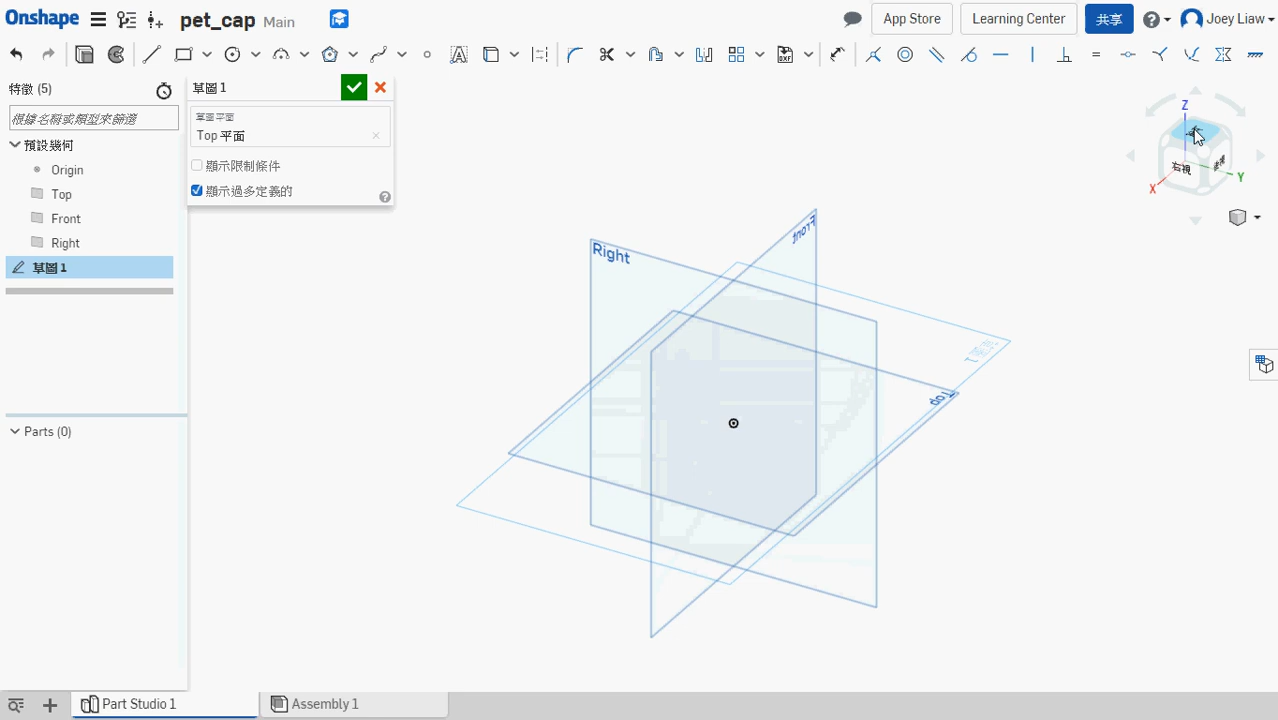 Onshape
pet_cap Main
App Store
Learning Center
共享
Joey Liaw
特徵 (5)
根據名稱或類型來篩選
預設幾何
Origin
Top
Front
Right
草圖 1
Parts (0)
草圖 1
草圖平面
Top 平面
顯示限制條件
顯示過多定義的
Right
Front
Top
Z
右視
X
Y
Part Studio 1
Assembly 1